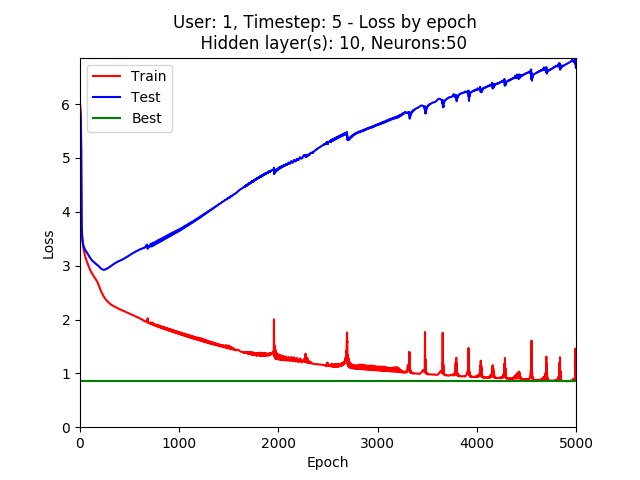 User: 1, Timestep: 5 - Loss by epoch
Hidden layer(s): 10, Neurons:50
Train
Test
Best
Loss
6
5
4
3
2
1
0
0 1000 2000 3000 4000 5000
Epoch